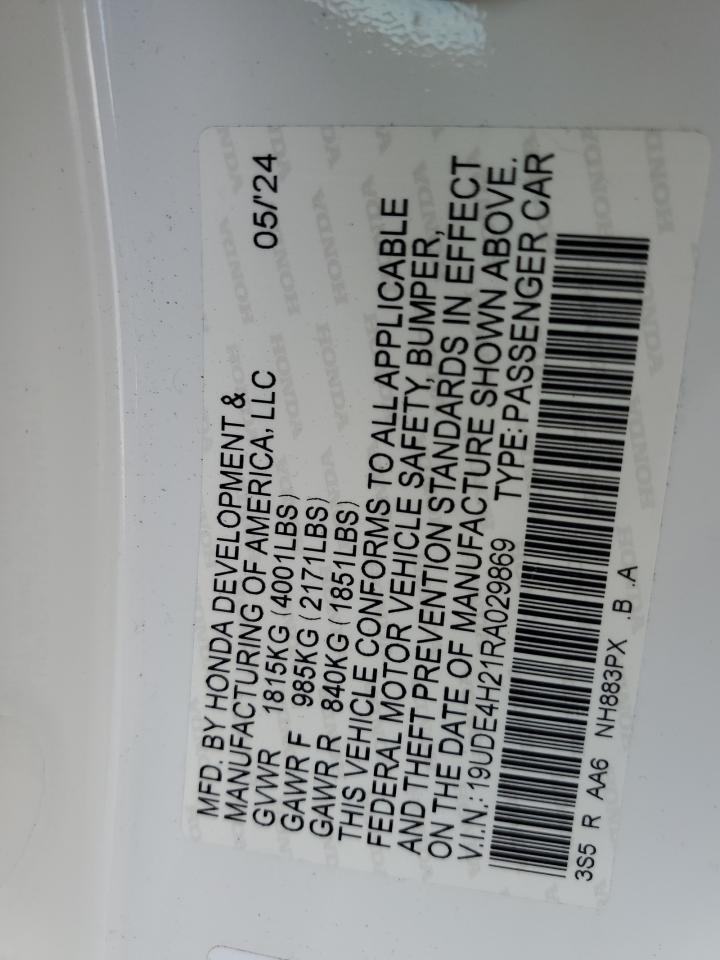 MFD. BY HONDA DEVELOPMENT &
MANUFACTURING OF AMERICA, LLC 05/'24
GVWR 1815KG (4001LBS)
GAWR F 985KG (2171LBS)
GAWR R 840KG (1851LBS)
THIS VEHICLE CONFORMS TO ALL APPLICABLE
FEDERAL MOTOR VEHICLE SAFETY, BUMPER,
AND THEFT PREVENTION STANDARDS IN EFFECT
ON THE DATE OF MANUFACTURE SHOWN ABOVE.
V.I.N.: 19UDE4H21RA029869 TYPE: PASSENGER CAR
3S5 R AA6 NH883PX .B .A